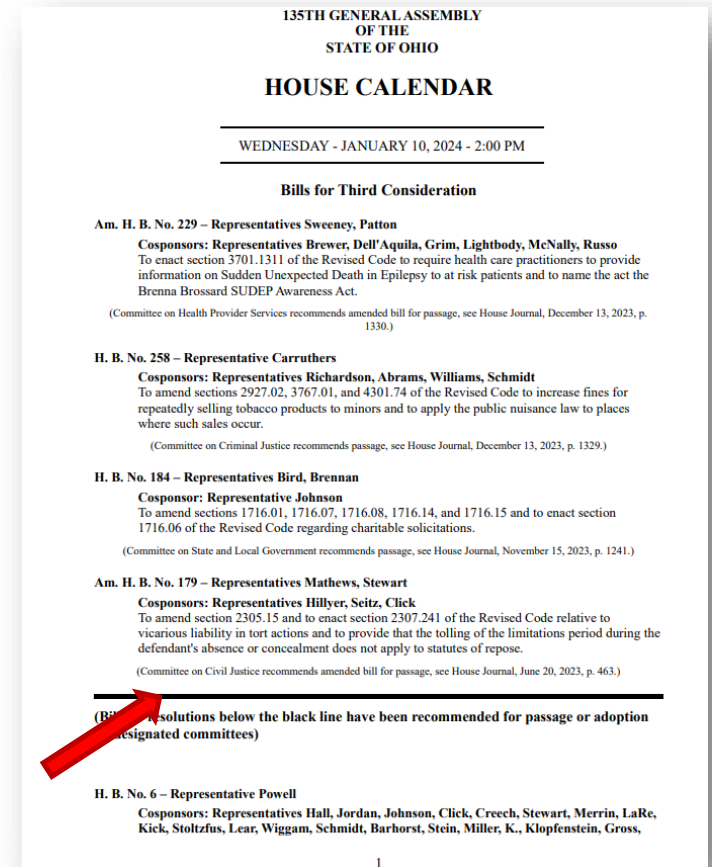 135TH GENERAL ASSEMBLY
OF THE
STATE OF OHIO
HOUSE CALENDAR
WEDNESDAY - JANUARY 10, 2024 - 2:00 PM
Bills for Third Consideration
Am. H. B. No. 229 – Representatives Sweeney, Patton
Cosponsors: Representatives Brewer, Dell'Aquila, Grim, Lightbody, McNally, Russo
To enact section 3701.1311 of the Revised Code to require health care practitioners to provide
information on Sudden Unexpected Death in Epilepsy to at risk patients and to name the act the
Brenna Brossard SUDEP Awareness Act.
(Committee on Health Provider Services recommends amended bill for passage, see House Journal, December 13, 2023, p.
1330.)
H. B. No. 258 – Representative Carruthers
Cosponsors: Representatives Richardson, Abrams, Williams, Schmidt
To amend sections 2927.02, 3767.01, and 4301.74 of the Revised Code to increase fines for
repeatedly selling tobacco products to minors and to apply the public nuisance law to places
where such sales occur.
(Committee on Criminal Justice recommends passage, see House Journal, December 13, 2023, p. 1329.)
H. B. No. 184 – Representatives Bird, Brennan
Cosponsor: Representative Johnson
To amend sections 1716.01, 1716.07, 1716.08, 1716.14, and 1716.15 and to enact section
1716.06 of the Revised Code regarding charitable solicitations.
(Committee on State and Local Government recommends passage, see House Journal, November 15, 2023, p. 1241.)
Am. H. B. No. 179 – Representatives Mathews, Stewart
Cosponsors: Representatives Hillyer, Seitz, Click
To amend section 2305.15 and to enact section 2307.241 of the Revised Code relative to
vicarious liability in tort actions and to provide that the tolling of the limitations period during the
defendant's absence or concealment does not apply to statutes of repose.
(Committee on Civil Justice recommends amended bill for passage, see House Journal, June 20, 2023, p. 463.)
below the black line have been recommended for passage or adoption
committees)
H. B. No. 6 – Representative Powell
Cosponsors: Representatives Hall, Jordan, Johnson, Click, Creech, Stewart, Merrin, LaRe,
Kick, Stoltzfus, Lear, Wiggam, Schmidt, Barhorst, Stein, Miller, K., Klopfenstein, Gross,
1